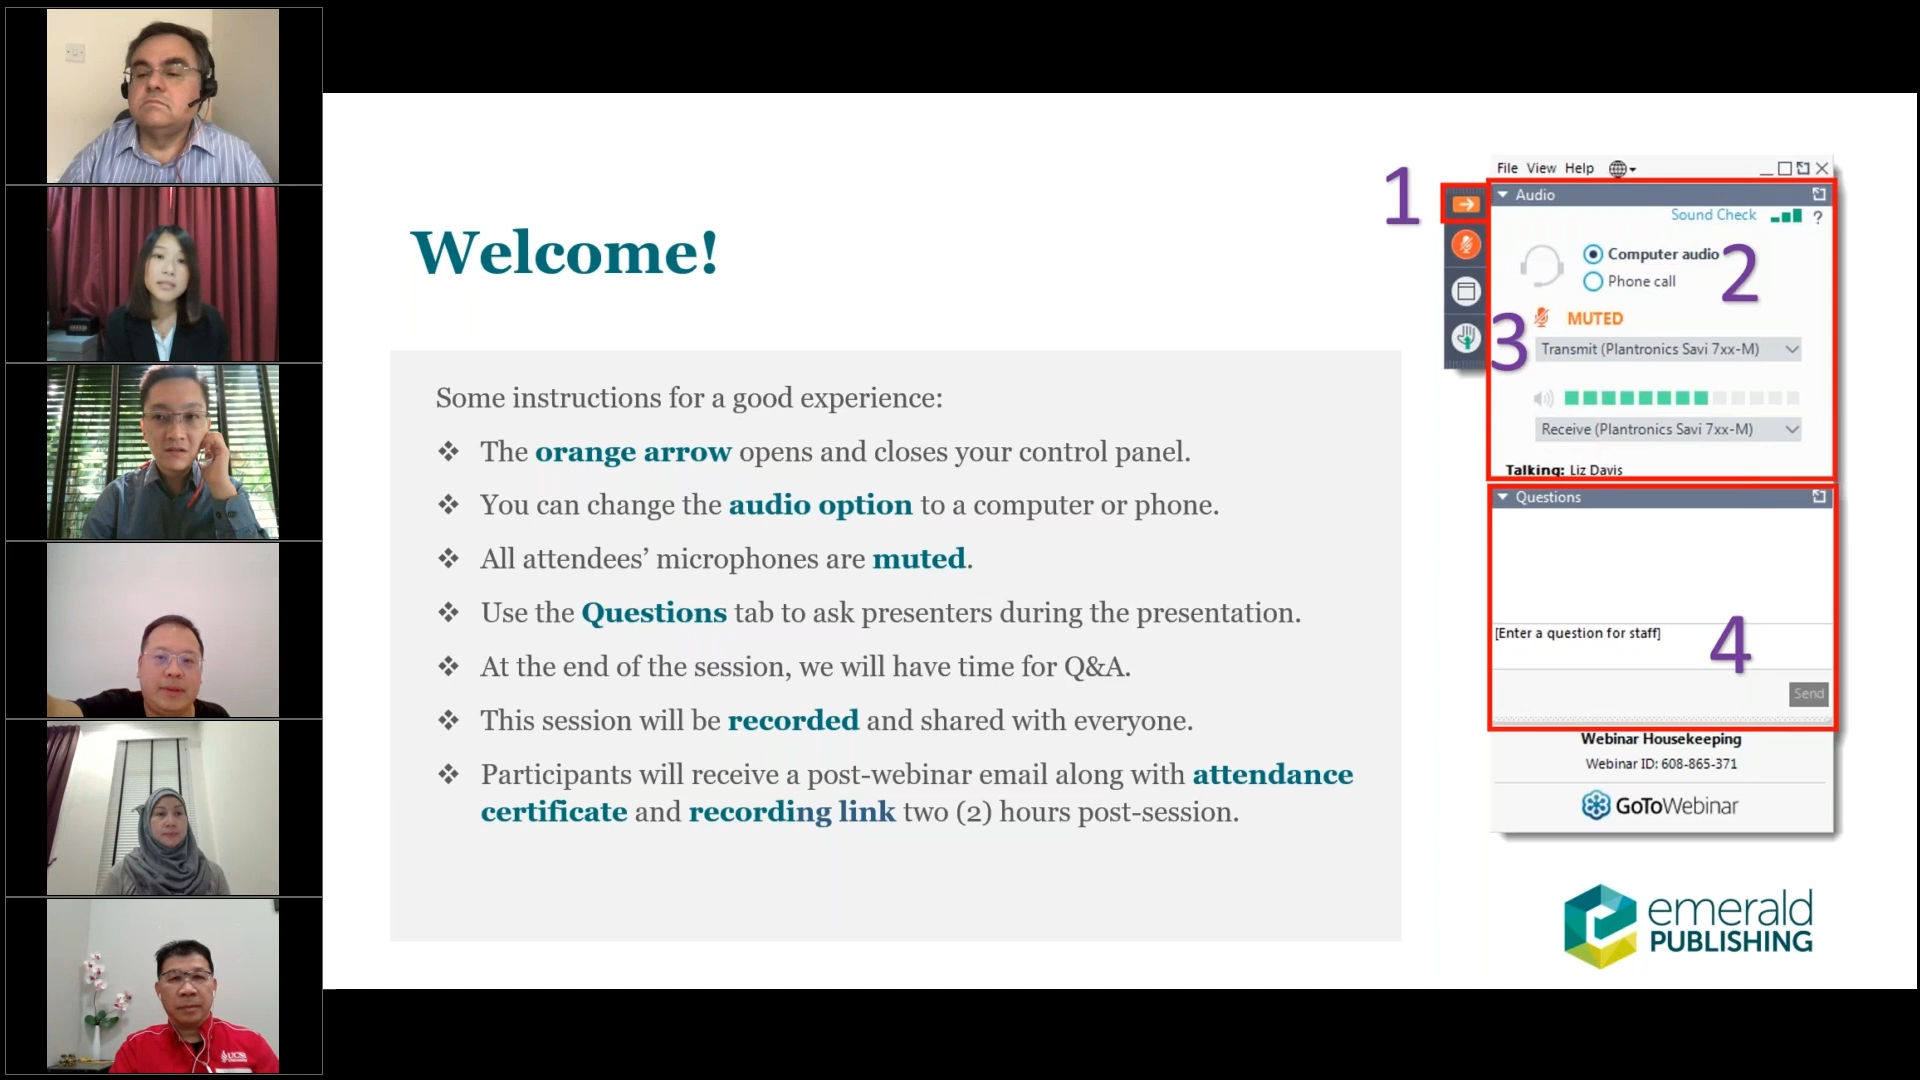 Welcome!
Some instructions for a good experience:
❖ The orange arrow opens and closes your control panel.
❖ You can change the audio option to a computer or phone.
❖ All attendees’ microphones are muted.
❖ Use the Questions tab to ask presenters during the presentation.
❖ At the end of the session, we will have time for Q&A.
❖ This session will be recorded and shared with everyone.
❖ Participants will receive a post-webinar email along with attendance
certificate and recording link two (2) hours post-session.
1
File View Help
Audio
Sound Check ?
Computer audio
2
Phone call
3
MUTED
Transmit (Plantronics Savi 7xx-M)
Receive (Plantronics Savi 7xx-M)
Talking: Liz Davis
Questions
[Enter a question for staff]
4
Send
Webinar Housekeeping
Webinar ID: 608-865-371
GoToWebinar
emerald
PUBLISHING
UCSI